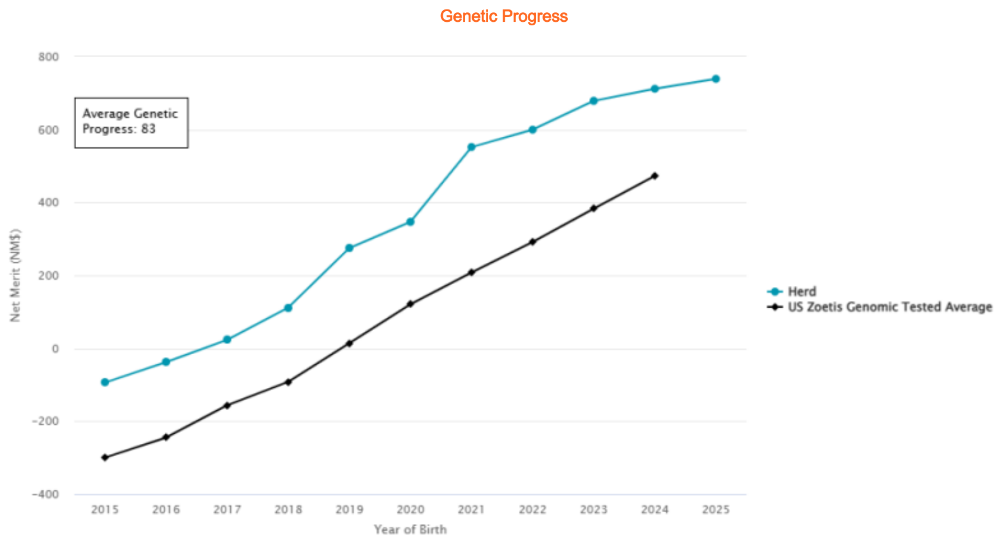 Genetic Progress
800
Average Genetic
Progress: 83
600
400
200
0
−200
−400
Net Merit (NM$)
2015 2016 2017 2018 2019 2020 2021 2022 2023 2024 2025
Year of Birth
Herd
US Zoetis Genomic Tested Average